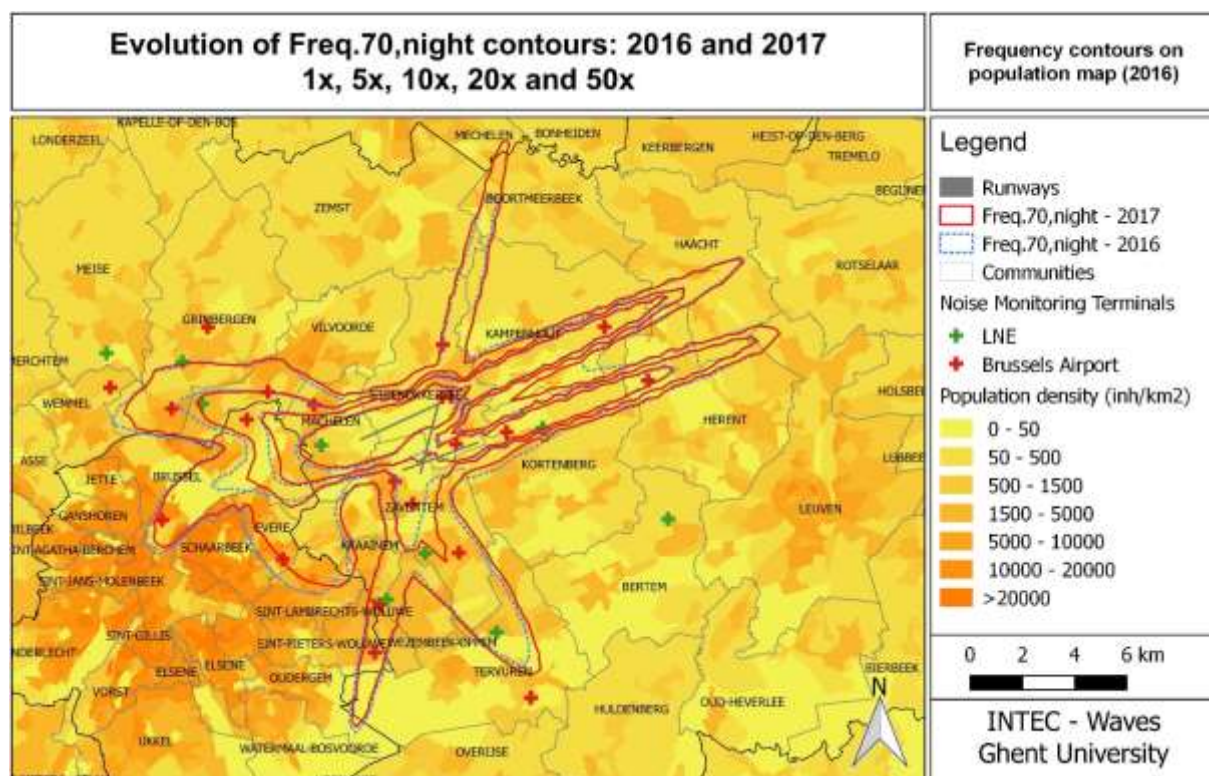 Evolution of Freq.70,night contours: 2016 and 2017
1x, 5x, 10x, 20x and 50x
Frequency contours on
population map (2016)
KAPELLE-OP-DEN-BOS
LONDERZEEL
MECHELEN
BONHEIDEN
KEERBERGEN
HEIST-OP-DEN-BERG
TREMELO
ZEMST
BOORTMEERBEEK
HAACHT
MEISE
ROTSELAAR
GRIMBERGEN
VILVOORDE
KAMPENHOUT
WEMMEL
MACHELEN
HERENT
ASSE
JETTE
BRUSSEL
KORTENBERG
GANSHOREN
ZAVENTEM
LEUVEN
EVERE
SCHAARBEEK
KRAAINEM
SINT-JANS-MOLENBEEK
BERTEM
SINT-LAMBRECHTS-WOLUWE
SINT-GILLIS
SINT-PIETERS-WOLUWE
WEZEMBEEK-OPPEM
ELSENE
ELSENE
OUDERGEM
TERVUREN
BIERBEEK
VORST
HULDENBERG
OUD-HEVERLEE
UKKEL
WATERMAAL-BOSVOORDE
OVERIJSE
N
Legend
Runways
Freq.70,night - 2017
Freq.70,night - 2016
Communities
Noise Monitoring Terminals
LNE
Brussels Airport
Population density (inh/km2)
0 - 50
50 - 500
500 - 1500
1500 - 5000
5000 - 10000
10000 - 20000
>20000
0 2 4 6 km
INTEC - Waves
Ghent University